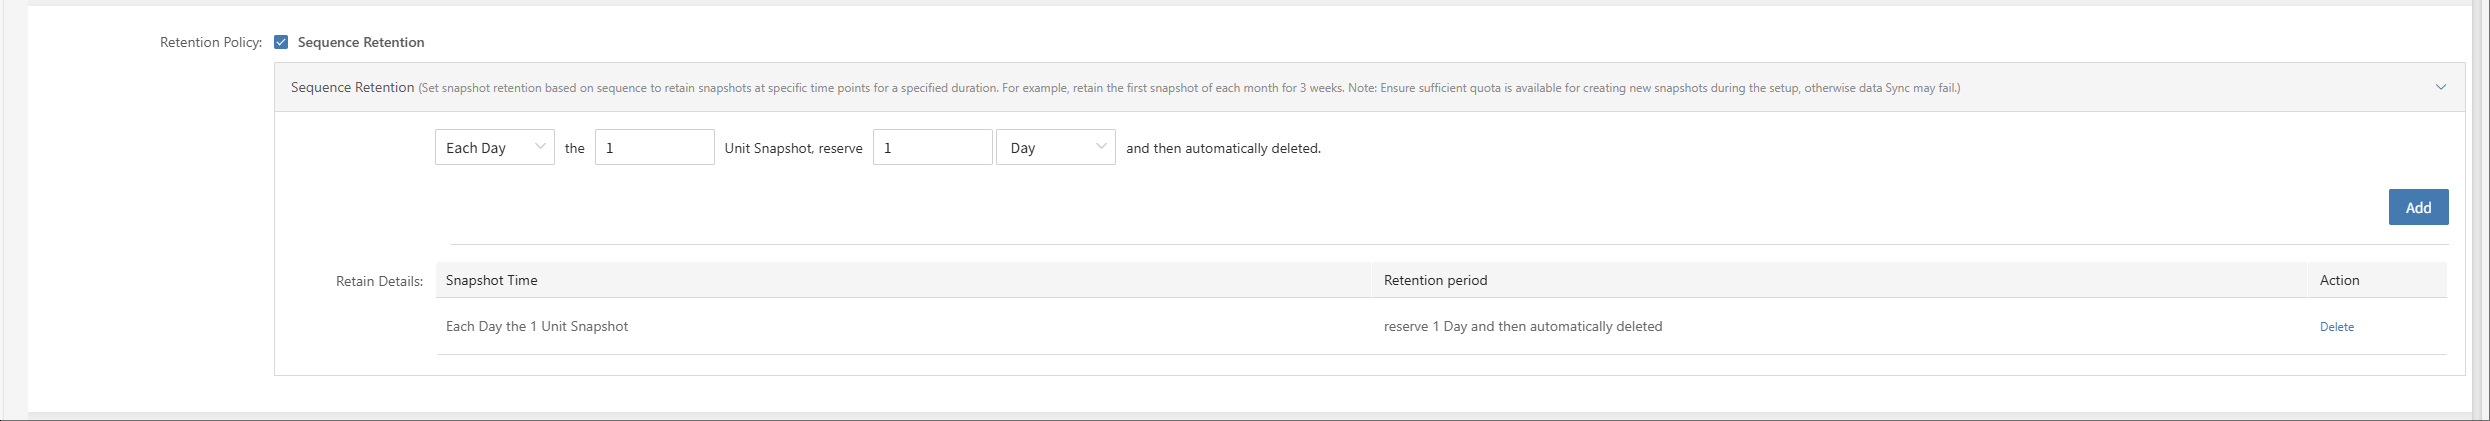 Retention Policy: Sequence Retention
Sequence Retention (Set snapshot retention based on sequence to retain snapshots at specific time points for a specified duration. For example, retain the first snapshot of each month for 3 weeks. Note: Ensure sufficient quota is available for creating new snapshots during the setup, otherwise data Sync may fail.)
Each Day the 1 Unit Snapshot, reserve 1 Day and then automatically deleted.
Add
Retain Details: Snapshot Time Retention period Action
Each Day the 1 Unit Snapshot reserve 1 Day and then automatically deleted Delete